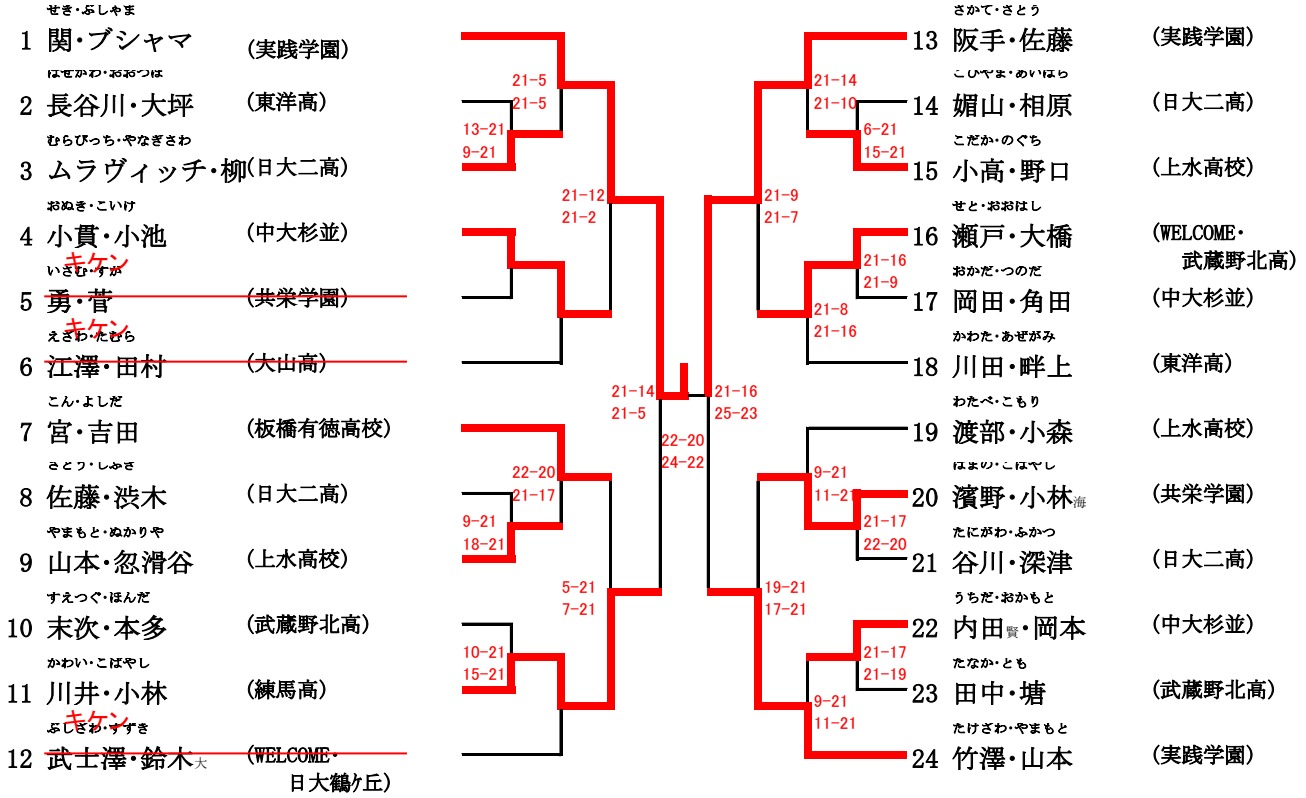 せき・ぶしゃま
1 関・ブシャマ (実践学園)
はせがわ・おおつぼ
2 長谷川・大坪 (東洋高)
むらびっち・やなぎさわ
3 ムラヴィッチ・柳 (日大二高)
おぬき・こいけ
4 小貫・小池 (中大杉並)
キケン
いさむ・すが
5 勇・菅 (共栄学園)
キケン
えざわ・たむら
6 江澤・田村 (大山高)
こん・よしだ
7 宮・吉田 (板橋有徳高校)
さとう・しぶき
8 佐藤・渋木 (日大二高)
やまもと・ぬかりや
9 山本・忽滑谷 (上水高校)
すえつぐ・ほんだ
10 末次・本多 (武蔵野北高)
かわい・こばやし
11 川井・小林 (練馬高)
キケン
ぶしざわ・すずき
12 武士澤・鈴木大 (WELCOME・
日大鶴ケ丘)
21-5
21-5
13-21
9-21
21-12
21-2
21-14
21-5
22-20
21-17
9-21
18-21
5-21
7-21
10-21
15-21
22-20
24-22
21-14
21-10
6-21
15-21
21-9
21-7
21-16
21-9
21-8
21-16
21-16
25-23
9-21
11-21
21-17
22-20
19-21
17-21
21-17
21-19
9-21
11-21
さかて・さとう
13 阪手・佐藤 (実践学園)
こびやま・あいはら
14 媚山・相原 (日大二高)
こだか・のぐち
15 小高・野口 (上水高校)
せと・おおはし
16 瀬戸・大橋 (WELCOME・
武蔵野北高)
おかだ・つのだ
17 岡田・角田 (中大杉並)
かわた・あぜがみ
18 川田・畔上 (東洋高)
わたべ・こもり
19 渡部・小森 (上水高校)
はまの・こばやし
20 濱野・小林海 (共栄学園)
たにがわ・ふかつ
21 谷川・深津 (日大二高)
うちだ・おかもと
22 内田賢・岡本 (中大杉並)
たなか・とも
23 田中・塘 (武蔵野北高)
たけざわ・やまもと
24 竹澤・山本 (実践学園)